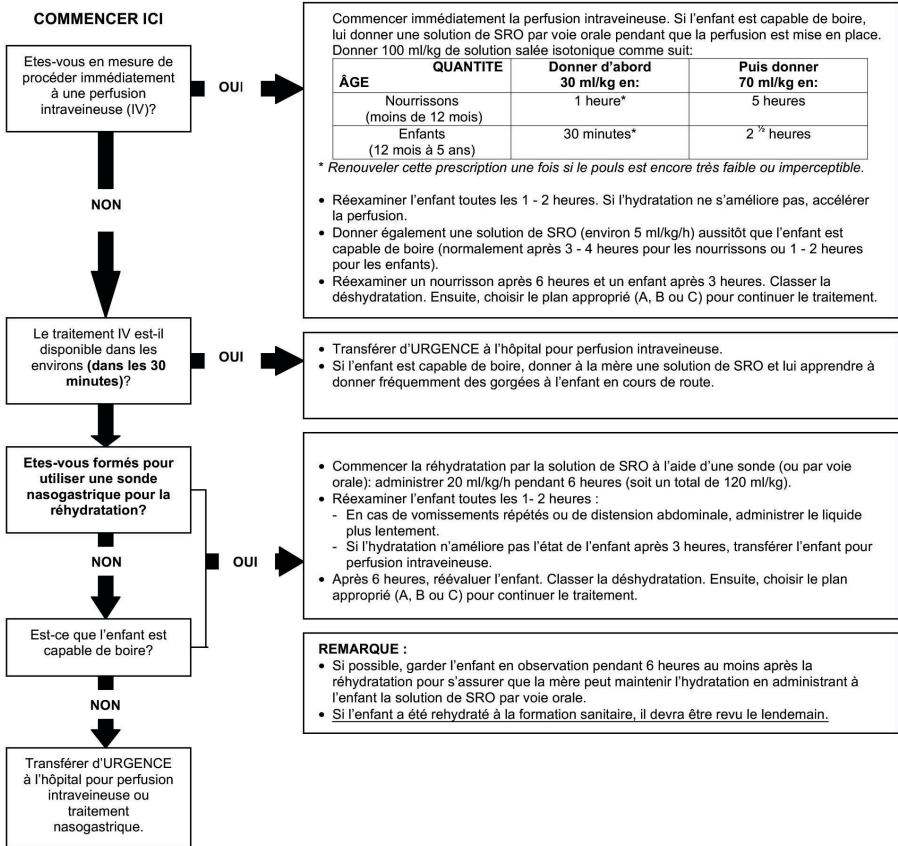 COMMENCER ICI
Etes-vous en mesure de
procéder immédiatement
à une perfusion
intraveineuse (IV)?
OUI
Commencer immédiatement la perfusion intraveineuse. Si l'enfant est capable de boire,
lui donner une solution de SRO par voie orale pendant que la perfusion est mise en place.
Donner 100 ml/kg de solution salée isotonique comme suit:
QUANTITE
ÂGE
Donner d'abord
30 ml/kg en:
Puis donner
70 ml/kg en:
Nourrissons
(moins de 12 mois)
1 heure*
5 heures
Enfants
(12 mois à 5 ans)
30 minutes*
2 ½ heures
* Renouveler cette prescription une fois si le pouls est encore très faible ou imperceptible.
• Réexaminer l'enfant toutes les 1 - 2 heures. Si l'hydratation ne s'améliore pas, accélérer
la perfusion.
• Donner également une solution de SRO (environ 5 ml/kg/h) aussitôt que l'enfant est
capable de boire (normalement après 3 - 4 heures pour les nourrissons ou 1 - 2 heures
pour les enfants).
• Réexaminer un nourrisson après 6 heures et un enfant après 3 heures. Classer la
déshydratation. Ensuite, choisir le plan approprié (A, B ou C) pour continuer le traitement.
NON
Le traitement IV est-il
disponible dans les
environs (dans les 30
minutes)?
OUI
• Transférer d'URGENCE à l'hôpital pour perfusion intraveineuse.
• Si l'enfant est capable de boire, donner à la mère une solution de SRO et lui apprendre à
donner fréquemment des gorgées à l'enfant en cours de route.
Etes-vous formés pour
utiliser une sonde
nasogastrique pour la
réhydratation?
NON
OUI
• Commencer la réhydratation par la solution de SRO à l'aide d'une sonde (ou par voie
orale): administrer 20 ml/kg/h pendant 6 heures (soit un total de 120 ml/kg).
• Réexaminer l'enfant toutes les 1- 2 heures :
- En cas de vomissements répétés ou de distension abdominale, administrer le liquide
plus lentement.
- Si l'hydratation n'améliore pas l'état de l'enfant après 3 heures, transférer l'enfant pour
perfusion intraveineuse.
• Après 6 heures, réévaluer l'enfant. Classer la déshydratation. Ensuite, choisir le plan
approprié (A, B ou C) pour continuer le traitement.
Est-ce que l'enfant est
capable de boire?
NON
REMARQUE :
• Si possible, garder l'enfant en observation pendant 6 heures au moins après la
réhydratation pour s'assurer que la mère peut maintenir l'hydratation en administrant à
l'enfant la solution de SRO par voie orale.
• Si l'enfant a été rehydraté à la formation sanitaire, il devra être revu le lendemain.
Transférer d'URGENCE
à l'hôpital pour perfusion
intraveineuse ou
traitement
nasogastrique.